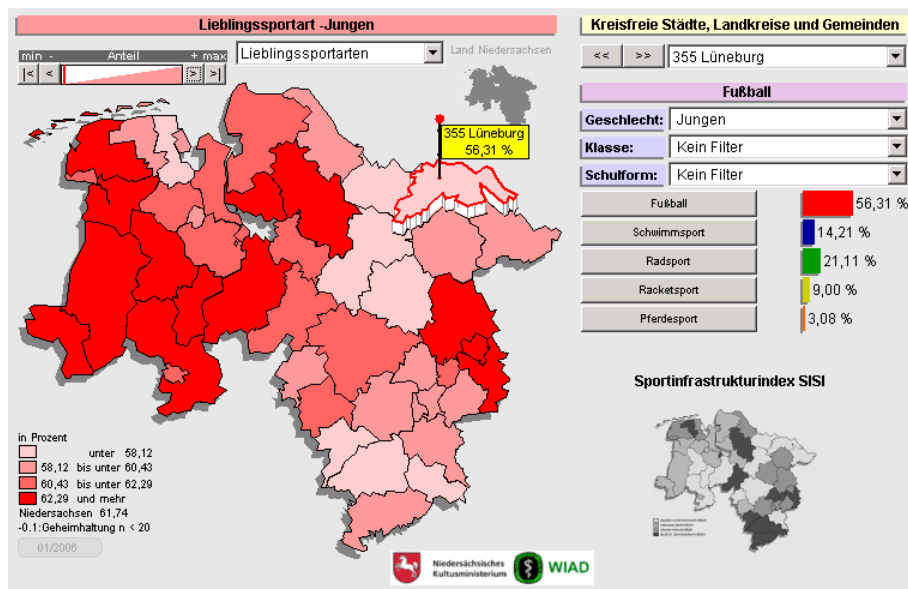 Lieblingssportart -Jungen
min - Anteil + max
|< < > >|
Lieblingssportarten
Land Niedersachsen
355 Lüneburg
56,31 %
in Prozent
unter 58,12
58,12 bis unter 60,43
60,43 bis unter 62,29
62,29 und mehr
Niedersachsen 61,74
-0.1:Geheimhaltung n < 20
01/2006
Kreisfreie Städte, Landkreise und Gemeinden
<< >> 355 Lüneburg
Fußball
Geschlecht: Jungen
Klasse: Kein Filter
Schulform: Kein Filter
Fußball 56,31 %
Schwimmsport 14,21 %
Radsport 21,11 %
Racketsport 9,00 %
Pferdesport 3,08 %
Sportinfrastrukturindex SISI
Niedersächsisches
Kultusministerium
WIAD